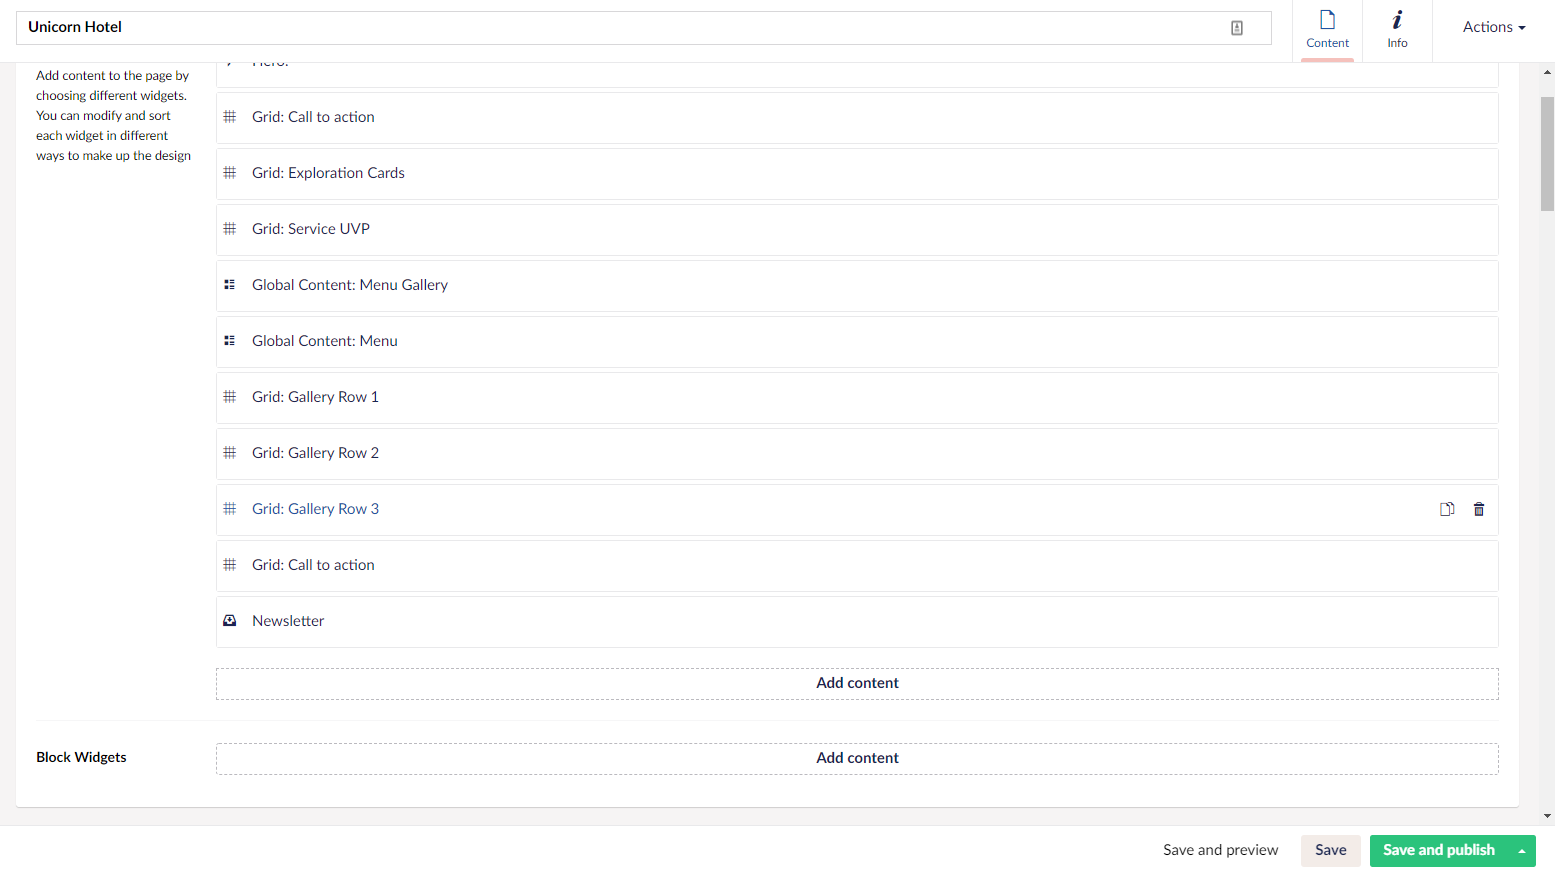 Unicorn Hotel
Content
Info
Actions
Add content to the page by
choosing different widgets.
You can modify and sort
each widget in different
ways to make up the design
Grid: Call to action
Grid: Exploration Cards
Grid: Service UVP
Global Content: Menu Gallery
Global Content: Menu
Grid: Gallery Row 1
Grid: Gallery Row 2
Grid: Gallery Row 3
Grid: Call to action
Newsletter
Add content
Block Widgets
Add content
Save and preview
Save
Save and publish